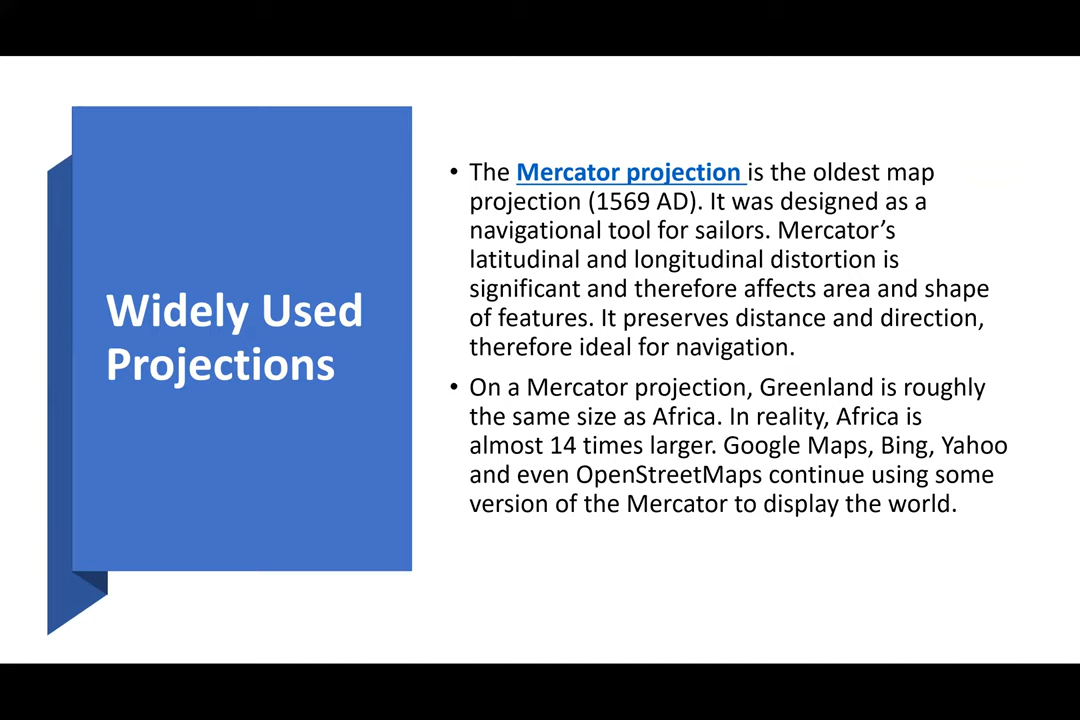 Widely Used
Projections
• The Mercator projection is the oldest map
projection (1569 AD). It was designed as a
navigational tool for sailors. Mercator’s
latitudinal and longitudinal distortion is
significant and therefore affects area and shape
of features. It preserves distance and direction,
therefore ideal for navigation.
• On a Mercator projection, Greenland is roughly
the same size as Africa. In reality, Africa is
almost 14 times larger. Google Maps, Bing, Yahoo
and even OpenStreetMaps continue using some
version of the Mercator to display the world.